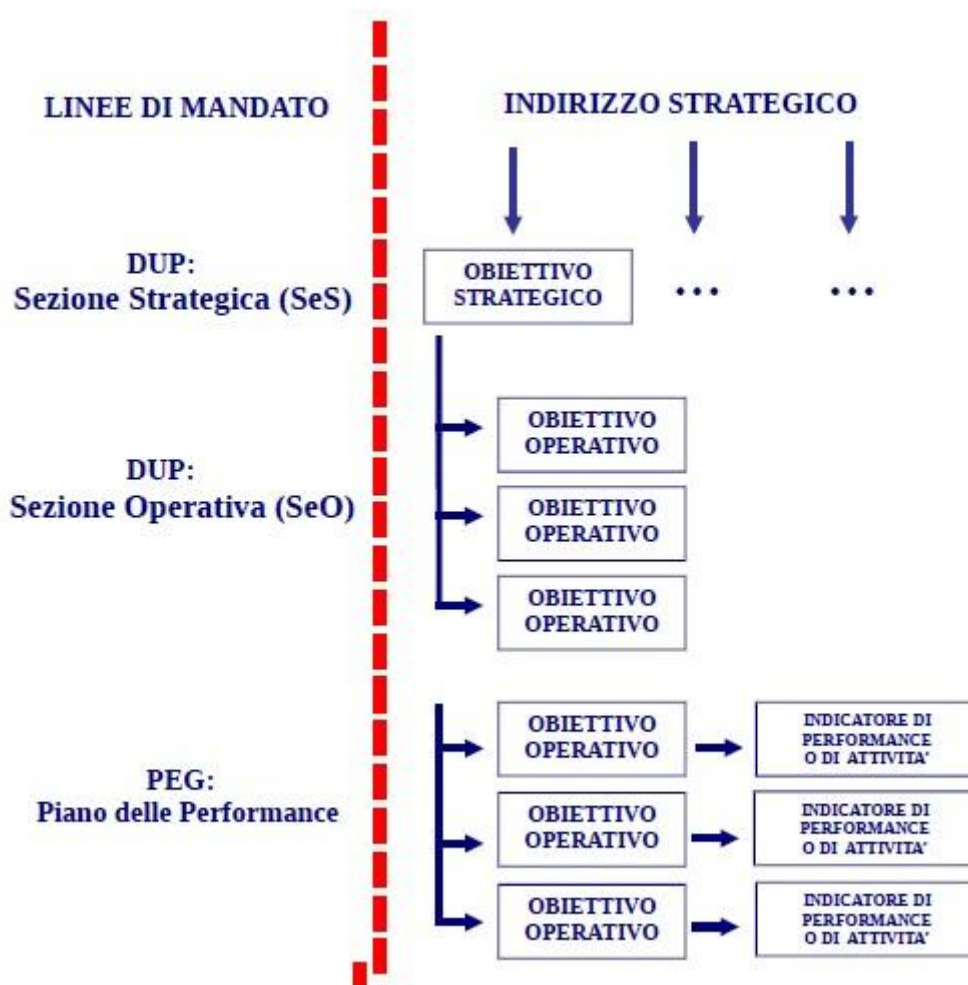 LINEE DI MANDATO
INDIRIZZO STRATEGICO
DUP:
Sezione Strategica (SeS)
OBIETTIVO
STRATEGICO
...
...
DUP:
Sezione Operativa (SeO)
OBIETTIVO
OPERATIVO
OBIETTIVO
OPERATIVO
OBIETTIVO
OPERATIVO
PEG:
Piano delle Performance
OBIETTIVO
OPERATIVO
INDICATORE DI
PERFORMANCE
O DI ATTIVITA'
OBIETTIVO
OPERATIVO
INDICATORE DI
PERFORMANCE
O DI ATTIVITA'
OBIETTIVO
OPERATIVO
INDICATORE DI
PERFORMANCE
O DI ATTIVITA'